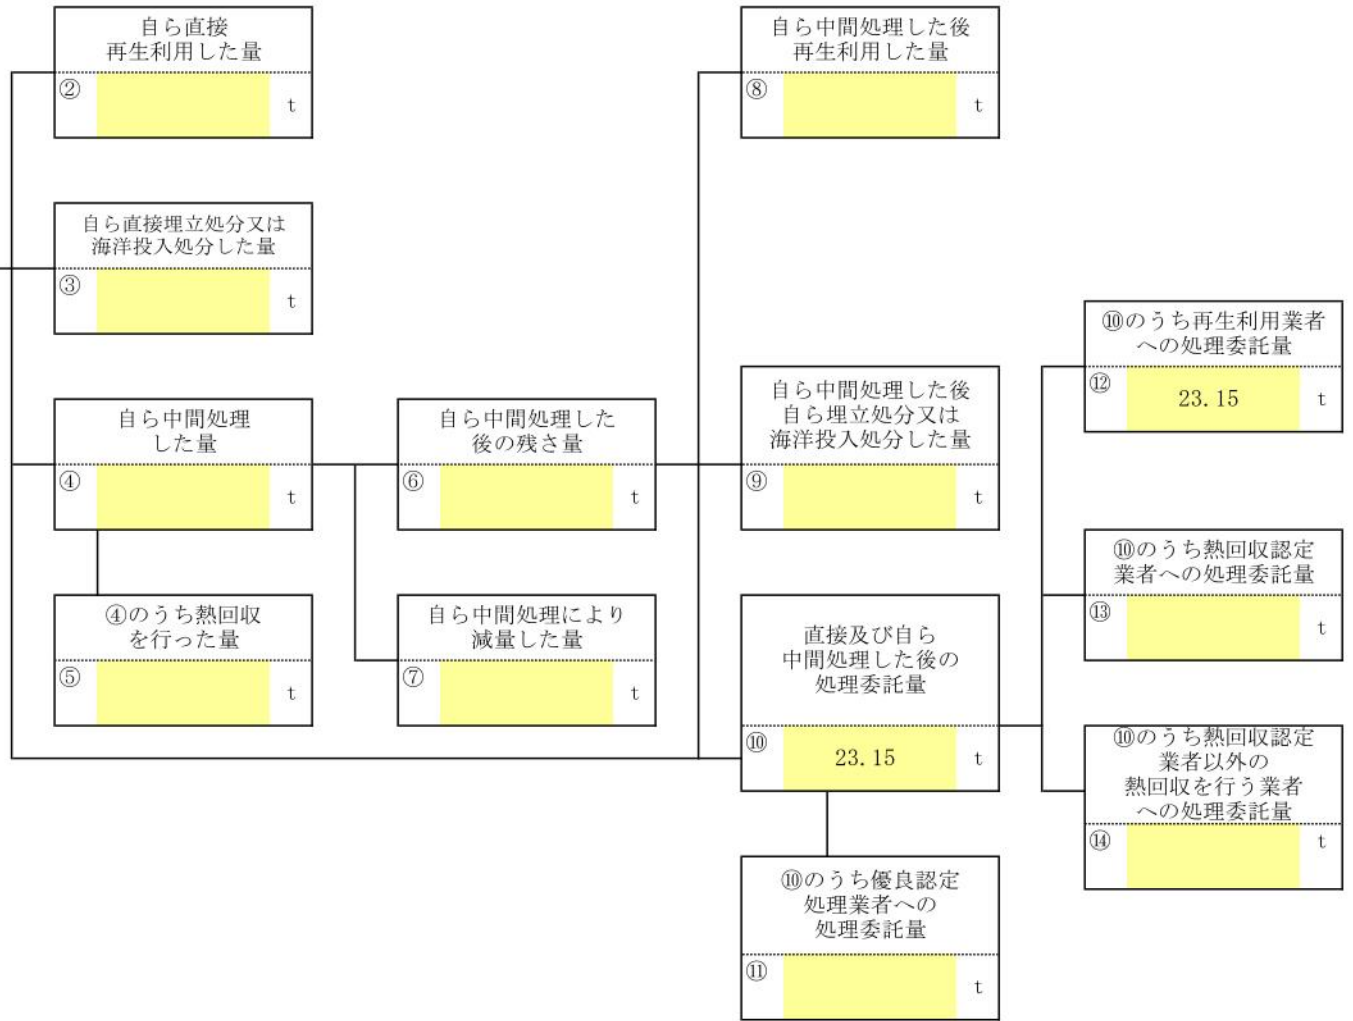 自ら直接
再生利用した量
②
t
自ら直接埋立処分又は
海洋投入処分した量
③
t
自ら中間処理
した量
④
t
④のうち熱回収
を行った量
⑤
t
自ら中間処理した
後の残さ量
⑥
t
自ら中間処理により
減量した量
⑦
t
自ら中間処理した後
再生利用した量
⑧
t
自ら中間処理した後
自ら埋立処分又は
海洋投入処分した量
⑨
t
直接及び自ら
中間処理した後の
処理委託量
⑩
23.15 t
⑩のうち優良認定
処理業者への
処理委託量
⑪
t
⑩のうち再生利用業者
への処理委託量
⑫
23.15 t
⑩のうち熱回収認定
業者への処理委託量
⑬
t
⑩のうち熱回収認定
業者以外の
熱回収を行う業者
への処理委託量
⑭
t